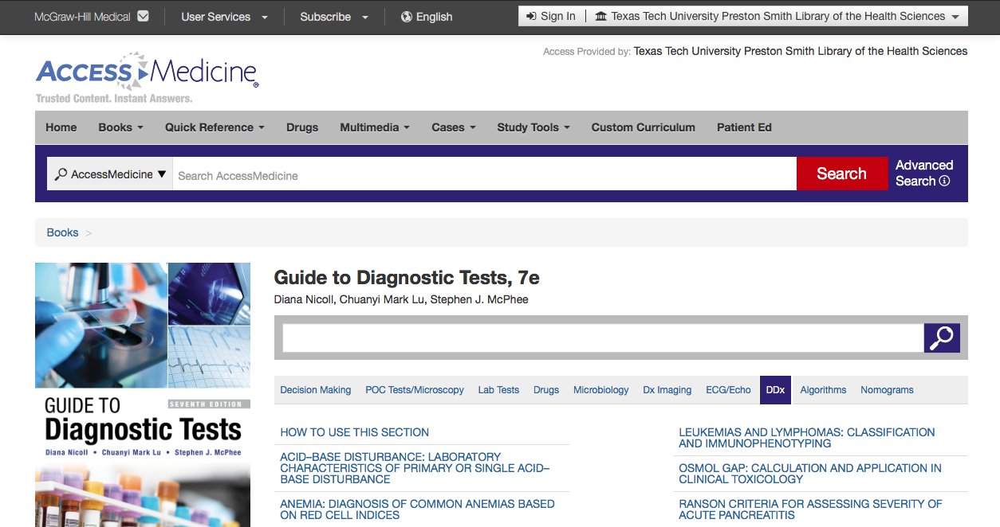 McGraw-Hill Medical
User Services
Subscribe
English
Sign In
Texas Tech University Preston Smith Library of the Health Sciences
Access Provided by: Texas Tech University Preston Smith Library of the Health Sciences
ACCESS Medicine®
Trusted Content. Instant Answers.
Home Books Quick Reference Drugs Multimedia Cases Study Tools Custom Curriculum Patient Ed
AccessMedicine
Search AccessMedicine
Search
Advanced
Search
Books >
GUIDE TO
SEVENTH EDITION
Diagnostic Tests
Diana Nicoll • Chuanyi Mark Lu • Stephen J. McPhee
Guide to Diagnostic Tests, 7e
Diana Nicoll, Chuanyi Mark Lu, Stephen J. McPhee
Decision Making POC Tests/Microscopy Lab Tests Drugs Microbiology Dx Imaging ECG/Echo DDx Algorithms Nomograms
HOW TO USE THIS SECTION
ACID–BASE DISTURBANCE: LABORATORY
CHARACTERISTICS OF PRIMARY OR SINGLE ACID–
BASE DISTURBANCE
ANEMIA: DIAGNOSIS OF COMMON ANEMIAS BASED
ON RED CELL INDICES
LEUKEMIAS AND LYMPHOMAS: CLASSIFICATION
AND IMMUNOPHENOTYPING
OSMOL GAP: CALCULATION AND APPLICATION IN
CLINICAL TOXICOLOGY
RANSON CRITERIA FOR ASSESSING SEVERITY OF
ACUTE PANCREATITIS